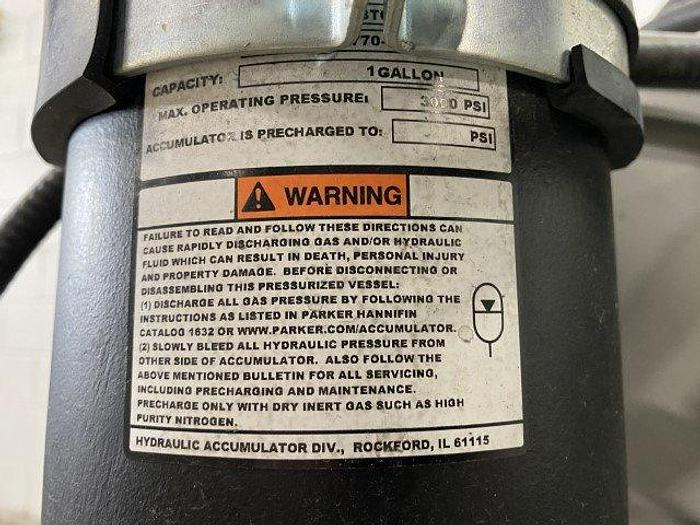 770-
CAPACITY: 1 GALLON
MAX. OPERATING PRESSURE: 3000 PSI
ACCUMULATOR IS PRECHARGED TO: PSI
WARNING
FAILURE TO READ AND FOLLOW THESE DIRECTIONS CAN
CAUSE RAPIDLY DISCHARGING GAS AND/OR HYDRAULIC
FLUID WHICH CAN RESULT IN DEATH, PERSONAL INJURY
AND PROPERTY DAMAGE. BEFORE DISCONNECTING OR
DISASSEMBLING THIS PRESSURIZED VESSEL:
(1) DISCHARGE ALL GAS PRESSURE BY FOLLOWING THE
INSTRUCTIONS AS LISTED IN PARKER HANNIFIN
CATALOG 1632 OR WWW.PARKER.COM/ACCUMULATOR.
(2) SLOWLY BLEED ALL HYDRAULIC PRESSURE FROM
OTHER SIDE OF ACCUMULATOR. ALSO FOLLOW THE
ABOVE MENTIONED BULLETIN FOR ALL SERVICING,
INCLUDING PRECHARGING AND MAINTENANCE.
PRECHARGE ONLY WITH DRY INERT GAS SUCH AS HIGH
PURITY NITROGEN.
HYDRAULIC ACCUMULATOR DIV., ROCKFORD, IL 61115